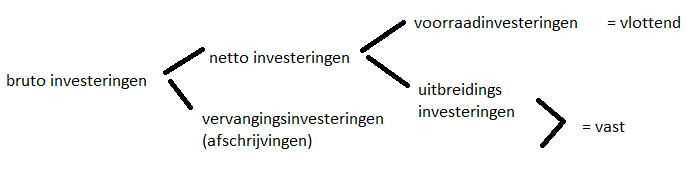 voorraadinvesteringen = vlottend
netto investeringen
bruto investeringen
uitbreidings
investeringen
vervangingsinvesteringen
(afschrijvingen)
= vast